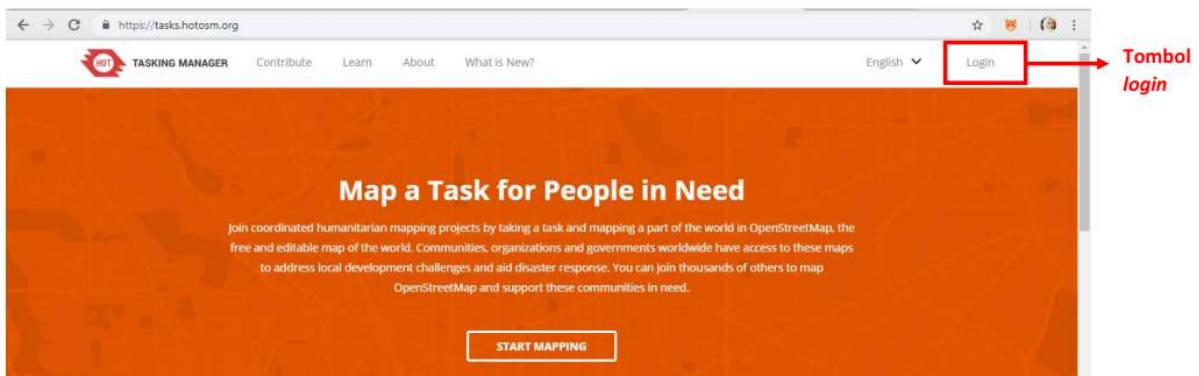 https://tasks.hotosm.org
HOT TASKING MANAGER Contribute Learn About What is New? English Login
Tombol
login
Map a Task for People in Need
Join coordinated humanitarian mapping projects by taking a task and mapping a part of the world in OpenStreetMap, the
free and editable map of the world. Communities, organizations and governments worldwide have access to these maps
to address local development challenges and aid disaster response. You can join thousands of others to map
OpenStreetMap and support these communities in need.
START MAPPING